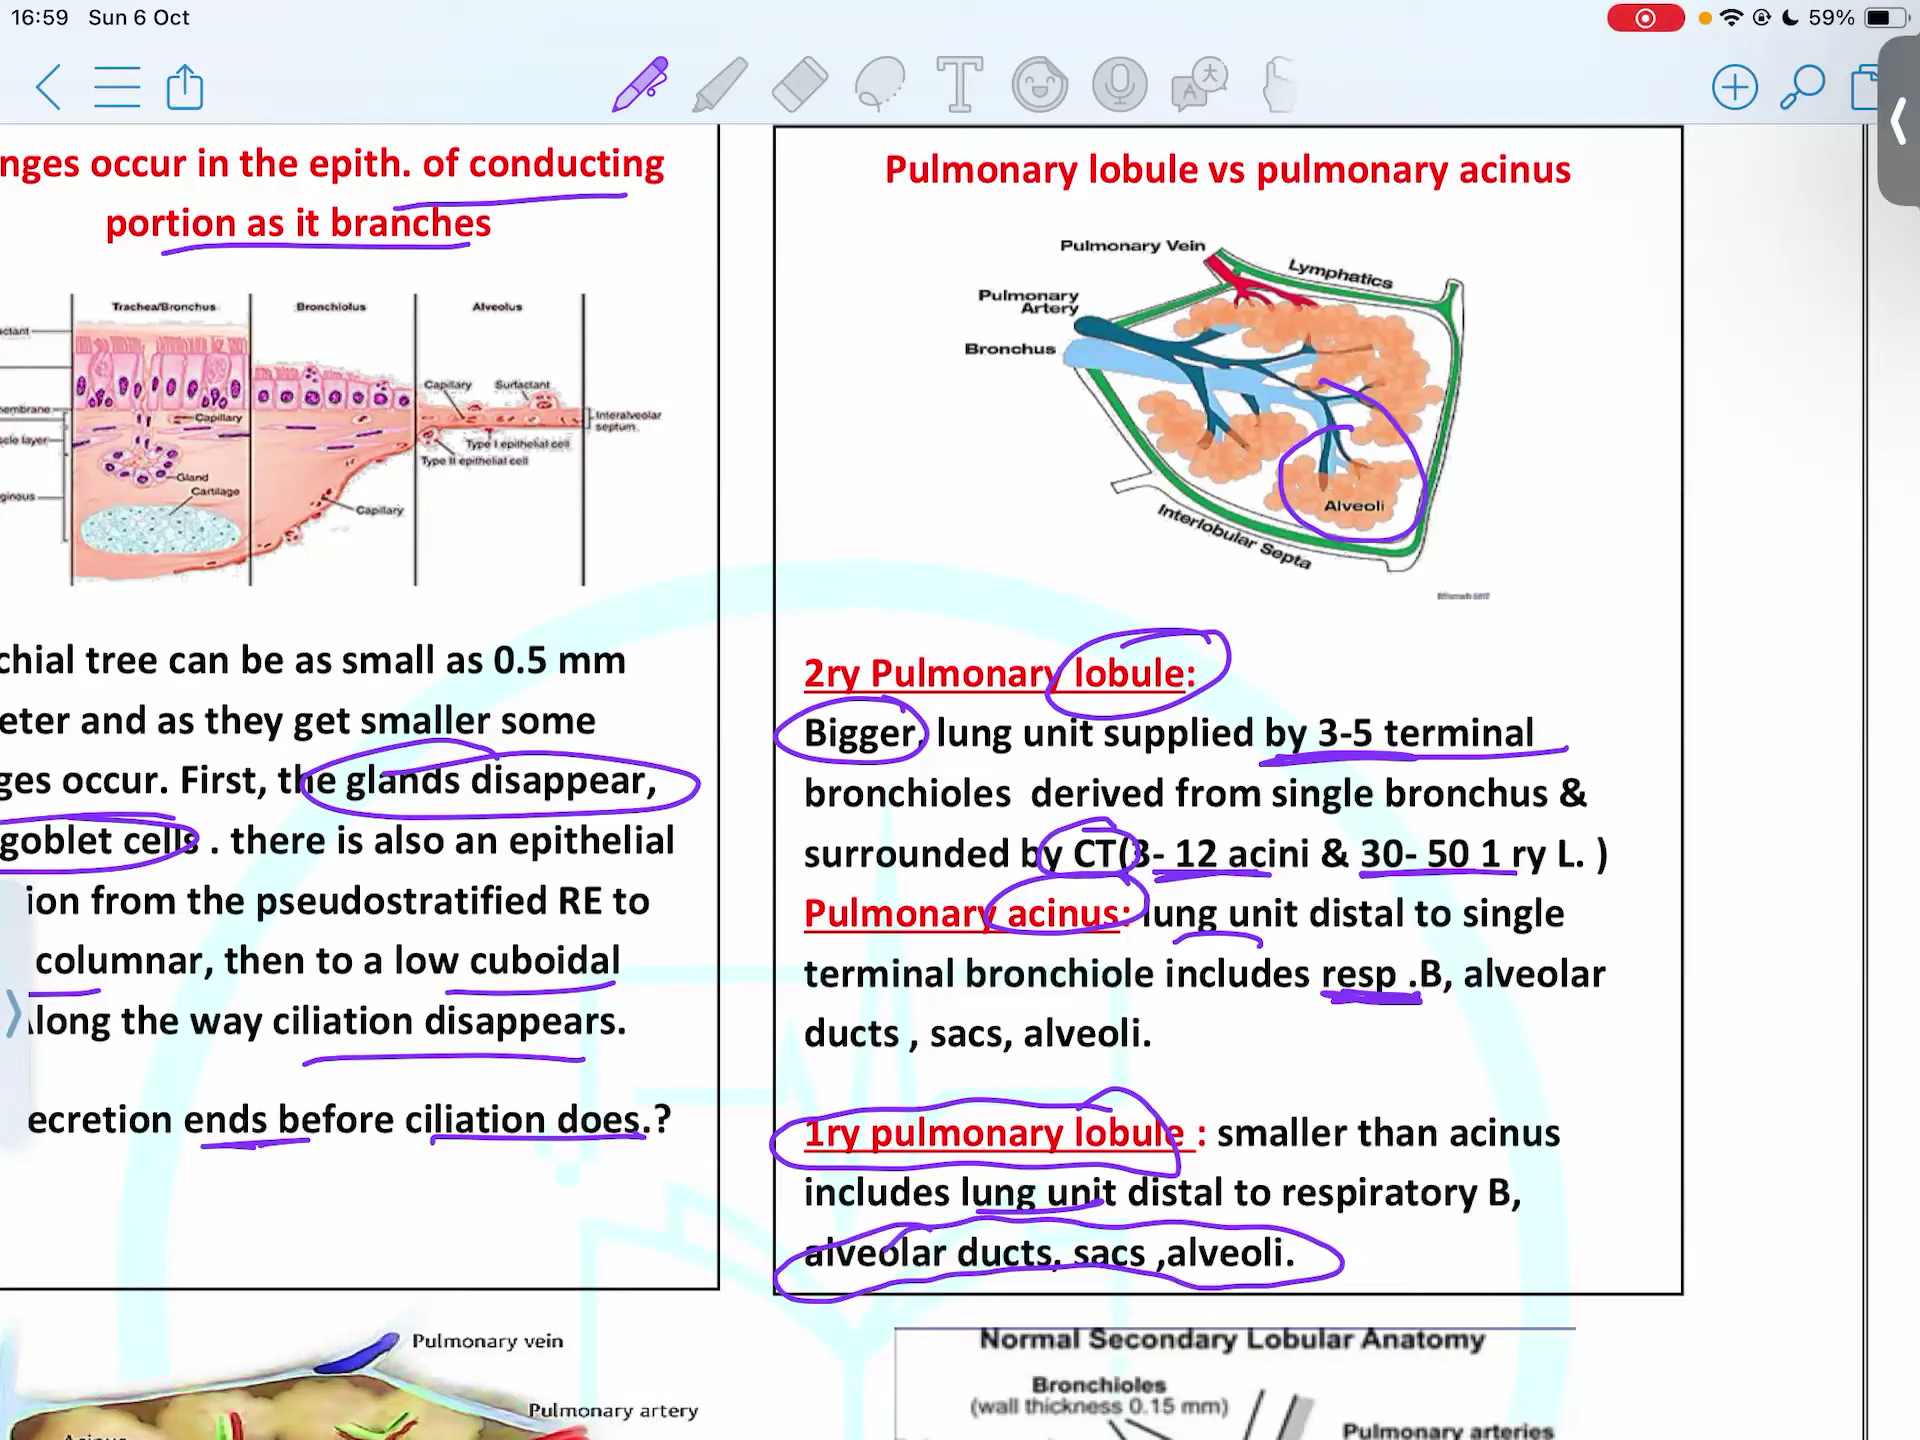 16:59 Sun 6 Oct
59%
nges occur in the epith. of conducting
portion as it branches
Trachea/Bronchus
Bronchiolus
Alveolus
ctant
Capillary
Surfactant
membrane
Capillary
Interalveolar
septum
cle layer
Type I epithelial cell
Type II epithelial cell
Gland
Cartilage
ginous
Capillary
chial tree can be as small as 0.5 mm
eter and as they get smaller some
ges occur. First, the glands disappear,
goblet cells . there is also an epithelial
ion from the pseudostratified RE to
columnar, then to a low cuboidal
long the way ciliation disappears.
ecretion ends before ciliation does.?
Pulmonary vein
Pulmonary artery
Pulmonary lobule vs pulmonary acinus
Pulmonary Vein
Lymphatics
Pulmonary
Artery
Bronchus
Alveoli
Interlobular Septa
2ry Pulmonary lobule:
Bigger, lung unit supplied by 3-5 terminal
bronchioles derived from single bronchus &
surrounded by CT(3- 12 acini & 30- 50 1 ry L. )
Pulmonary acinus: lung unit distal to single
terminal bronchiole includes resp .B, alveolar
ducts , sacs, alveoli.
1ry pulmonary lobule : smaller than acinus
includes lung unit distal to respiratory B,
alveolar ducts, sacs ,alveoli.
Normal Secondary Lobular Anatomy
Bronchioles
(wall thickness 0.15 mm)
Pulmonary arteries